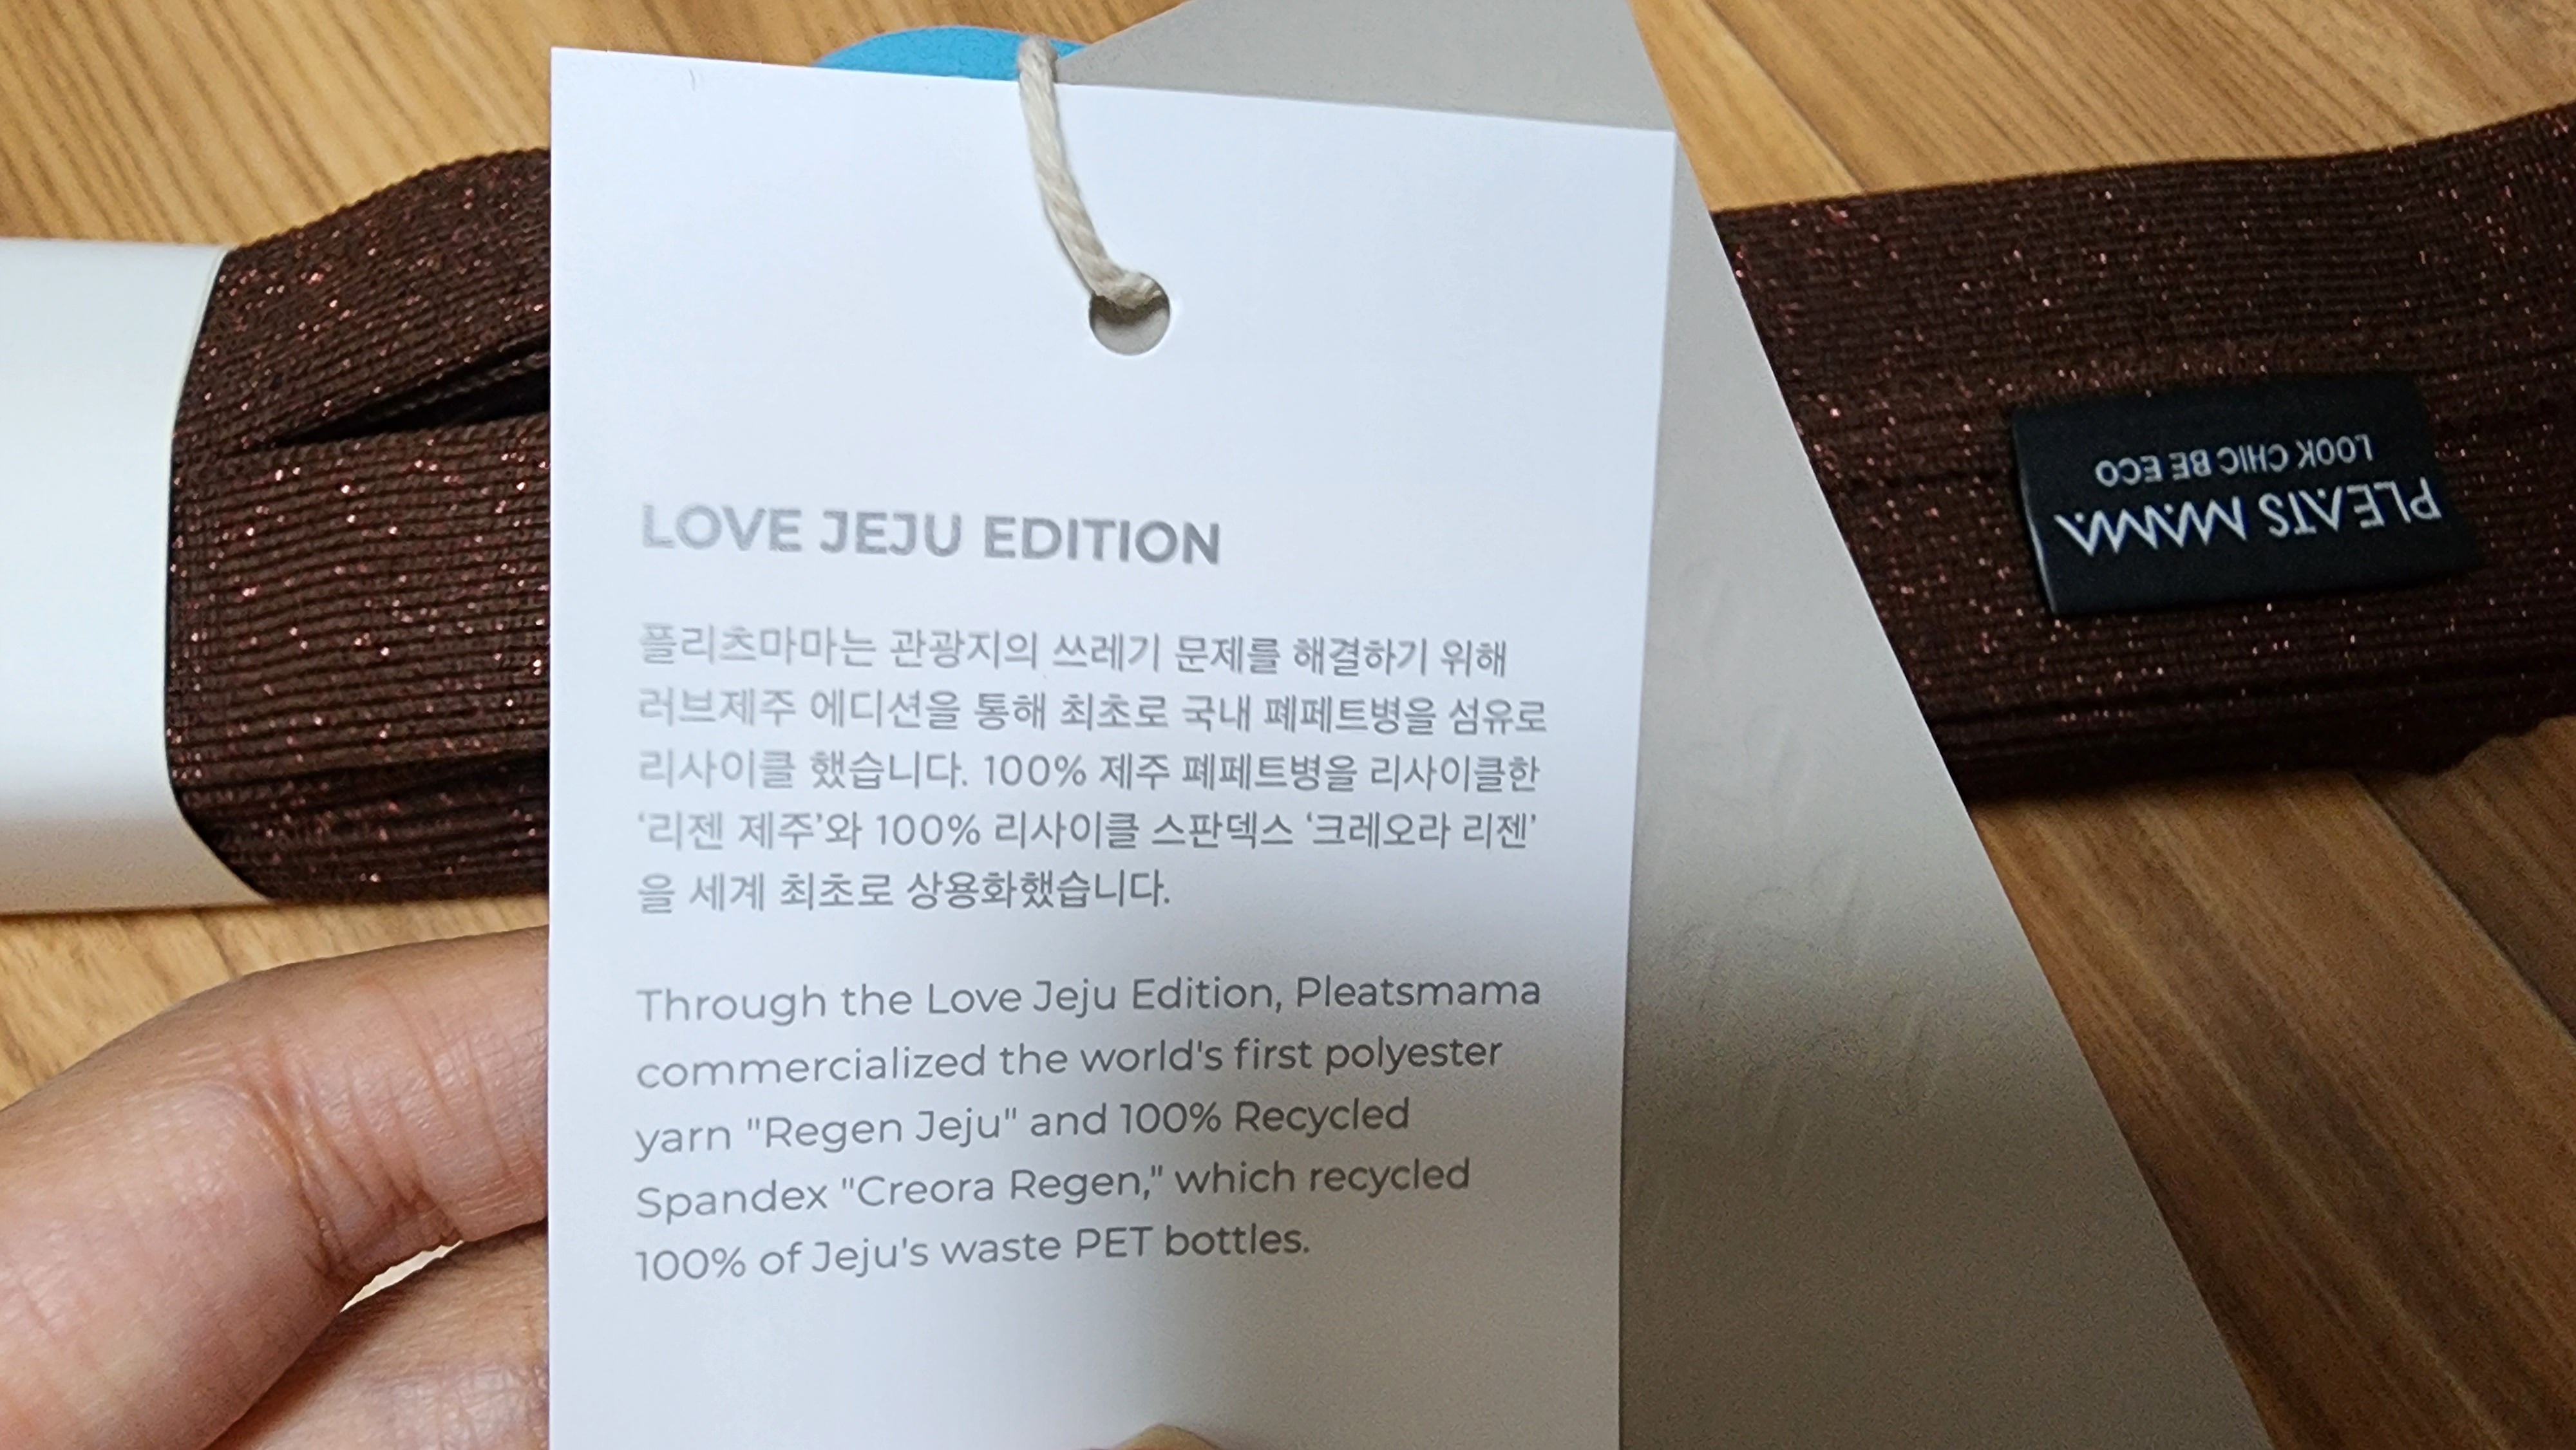 LOVE JEJU EDITION
플리츠마마는 관광지의 쓰레기 문제를 해결하기 위해
러브제주 에디션을 통해 최초로 국내 폐페트병을 섬유로
리사이클 했습니다. 100% 제주 폐페트병을 리사이클한
‘리젠 제주’와 100% 리사이클 스판덱스 ‘크레오라 리젠’
을 세계 최초로 상용화했습니다.
Through the Love Jeju Edition, Pleatsmama
commercialized the world's first polyester
yarn "Regen Jeju" and 100% Recycled
Spandex "Creora Regen," which recycled
100% of Jeju's waste PET bottles.
PLEATS MAMA
LOOK CHIC BE ECO